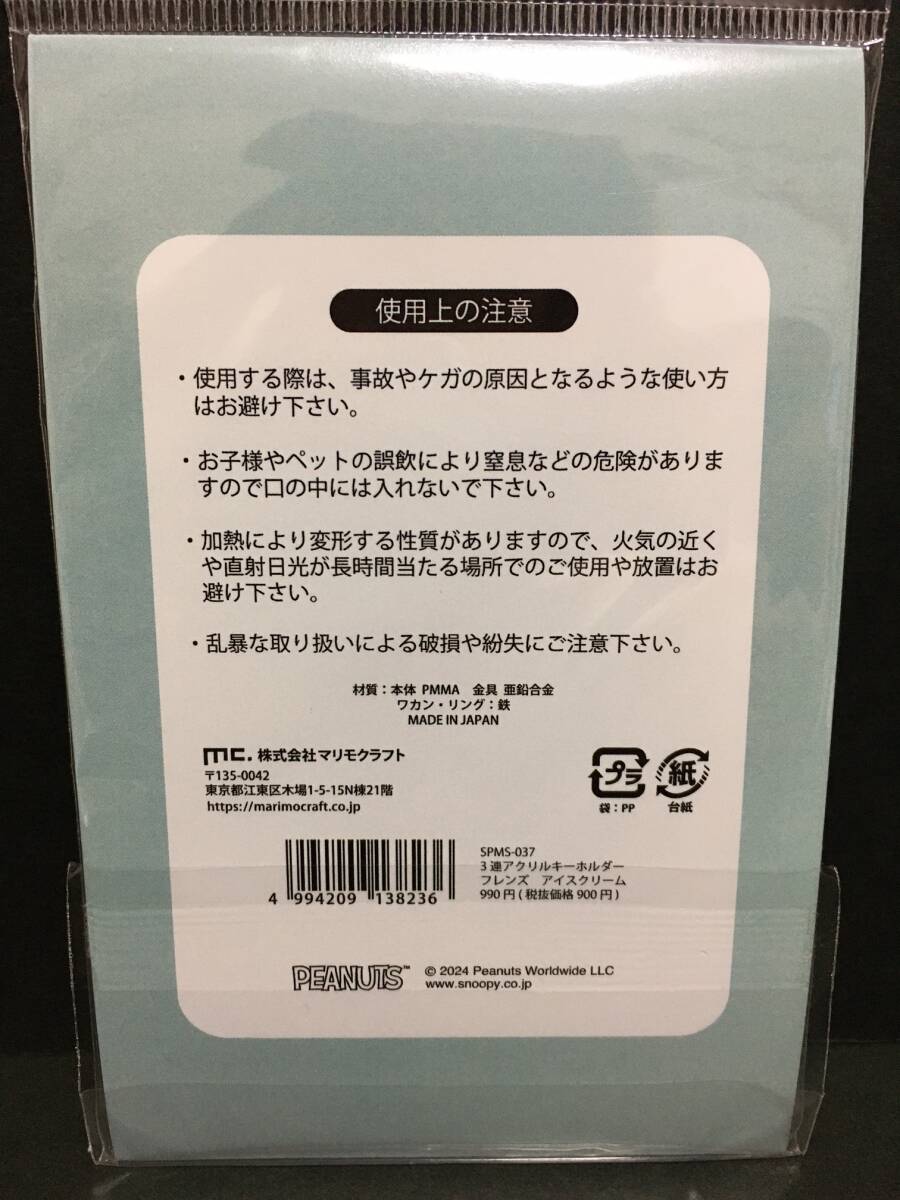 使用上の注意
・使用する際は、事故やケガの原因となるような使い方
はお避け下さい。
・お子様やペットの誤飲により窒息などの危険がありま
すので口の中には入れないで下さい。
・加熱により変形する性質がありますので、火気の近く
や直射日光が長時間当たる場所でのご使用や放置はお
避け下さい。
・乱暴な取り扱いによる破損や紛失にご注意下さい。
材質：本体 PMMA　金具 亜鉛合金
ワカン・リング：鉄
MADE IN JAPAN
mc. 株式会社マリモクラフト
〒135-0042
東京都江東区木場1-5-15N棟21階
https://marimocraft.co.jp
プラ
袋：PP
紙
台紙
4 994209 138236
SPMS-037
3連アクリルキーホルダー
フレンズ　アイスクリーム
990円(税抜価格900円)
PEANUTS™
© 2024 Peanuts Worldwide LLC
www.snoopy.co.jp